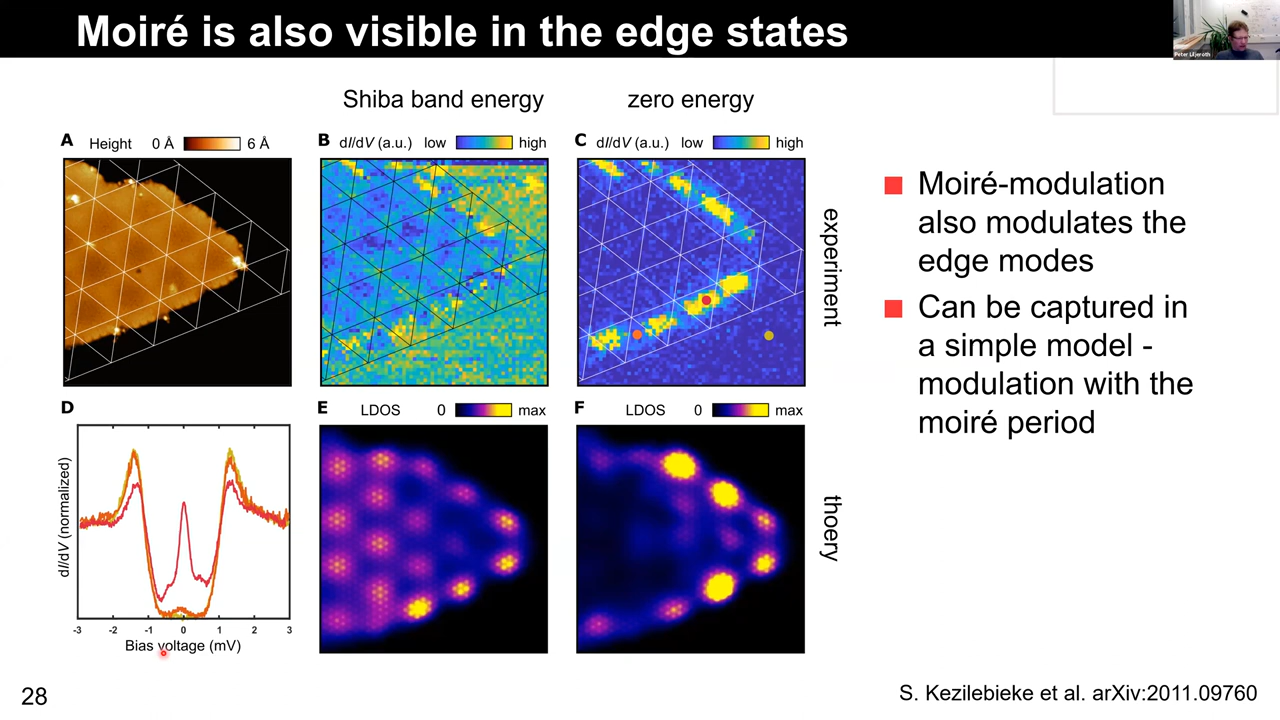 Moiré is also visible in the edge states
Peter Liljeroth
Shiba band energy
zero energy
A Height 0 Å 6 Å
B dI/dV (a.u.) low high
C dI/dV (a.u.) low high
experiment
D
dI/dV (normalized)
-3 -2 -1 0 1 2 3
Bias voltage (mV)
E LDOS 0 max
F LDOS 0 max
thoery
Moiré-modulation
also modulates the
edge modes
Can be captured in
a simple model -
modulation with the
moiré period
28
S. Kezilebieke et al. arXiv:2011.09760